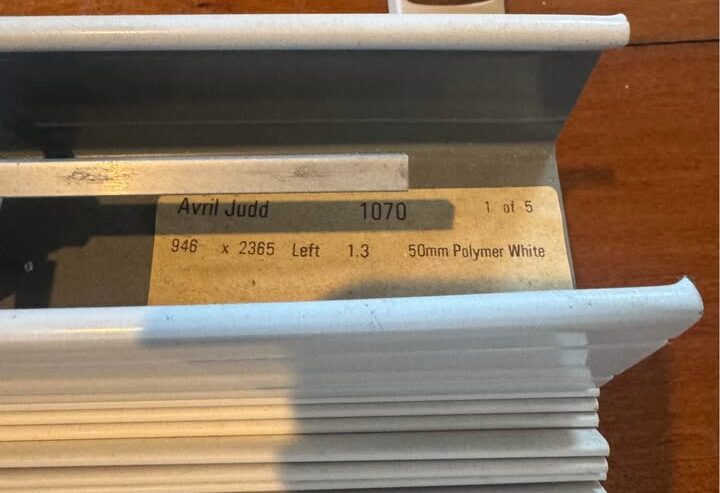 Avril Judd 1070 1 of 5
946 x 2365 Left 1.3 50mm Polymer White